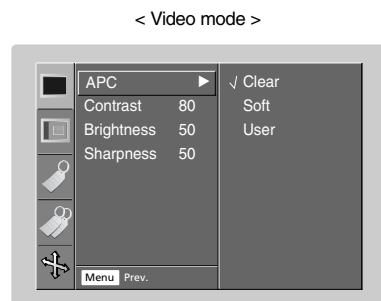 < Video mode >
APC ▶ √ Clear
Contrast 80 Soft
Brightness 50 User
Sharpness 50
Menu Prev.